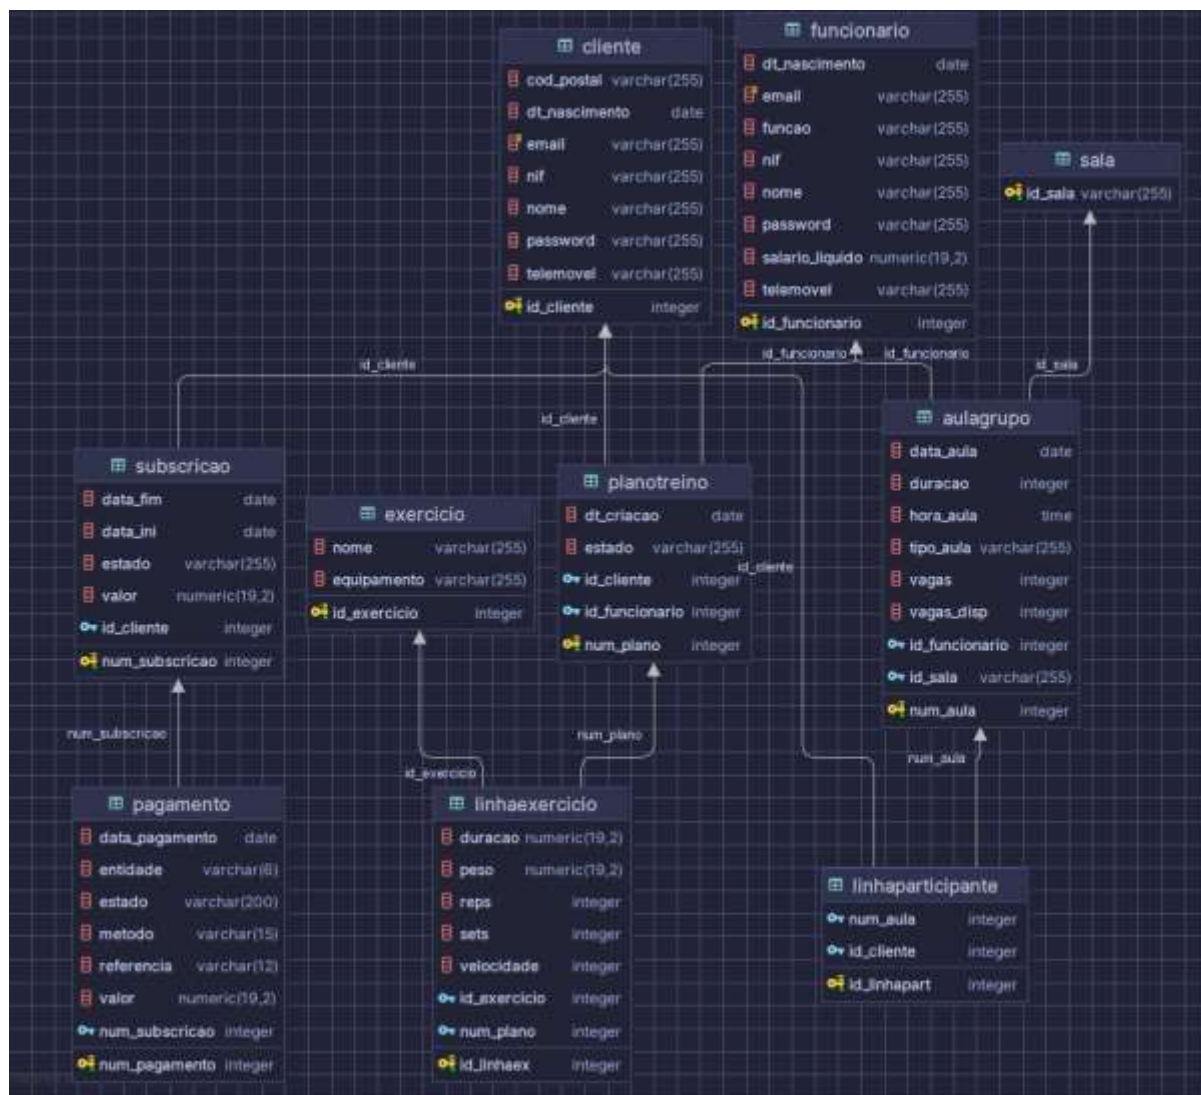 cliente
cod_postal varchar(255)
dt_nascimento date
email varchar(255)
nif varchar(255)
nome varchar(255)
password varchar(255)
telemovel varchar(255)
id_cliente integer
funcionario
dt_nascimento date
email varchar(255)
funcao varchar(255)
nif varchar(255)
nome varchar(255)
password varchar(255)
salario_liquido numeric(19,2)
telemovel varchar(255)
id_funcionario integer
sala
id_sala varchar(255)
id_cliente
id_funcionario
id_funcionario
id_sala
id_cliente
id_cliente
subscricao
data_fim date
data_ini date
estado varchar(255)
valor numeric(19,2)
id_cliente integer
num_subscricao integer
exercicio
nome varchar(255)
equipamento varchar(255)
id_exercicio integer
planotreino
dt_criacao date
estado varchar(255)
id_cliente integer
id_funcionario integer
num_plano integer
aulagrupo
data_aula date
duracao integer
hora_aula time
tipo_aula varchar(255)
vagas integer
vagas_disp integer
id_funcionario integer
id_sala varchar(255)
num_aula integer
num_subscricao
id_exercicio
num_plano
num_aula
pagamento
data_pagamento date
entidade varchar(6)
estado varchar(200)
metodo varchar(15)
referencia varchar(12)
valor numeric(19,2)
num_subscricao integer
num_pagamento integer
linhaexercicio
duracao numeric(19,2)
peso numeric(19,2)
reps integer
sets integer
velocidade integer
id_exercicio integer
num_plano integer
id_linhaex integer
linhaparticipante
num_aula integer
id_cliente integer
id_linhapart integer